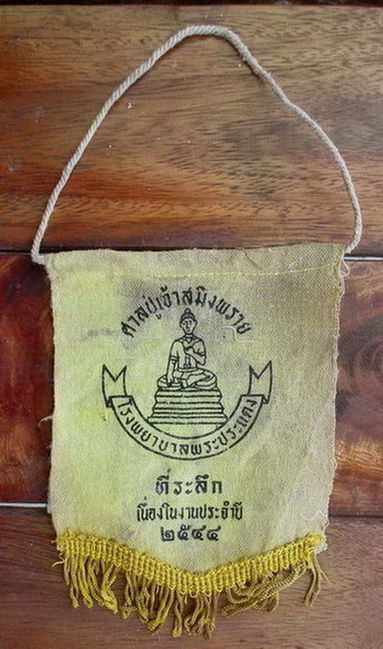 ศาลปู่เจ้าสมิงพราย
โรงพยาบาลพระประแดง
ที่ระลึก
เนื่องในงานประจำปี
๒๕๔๔